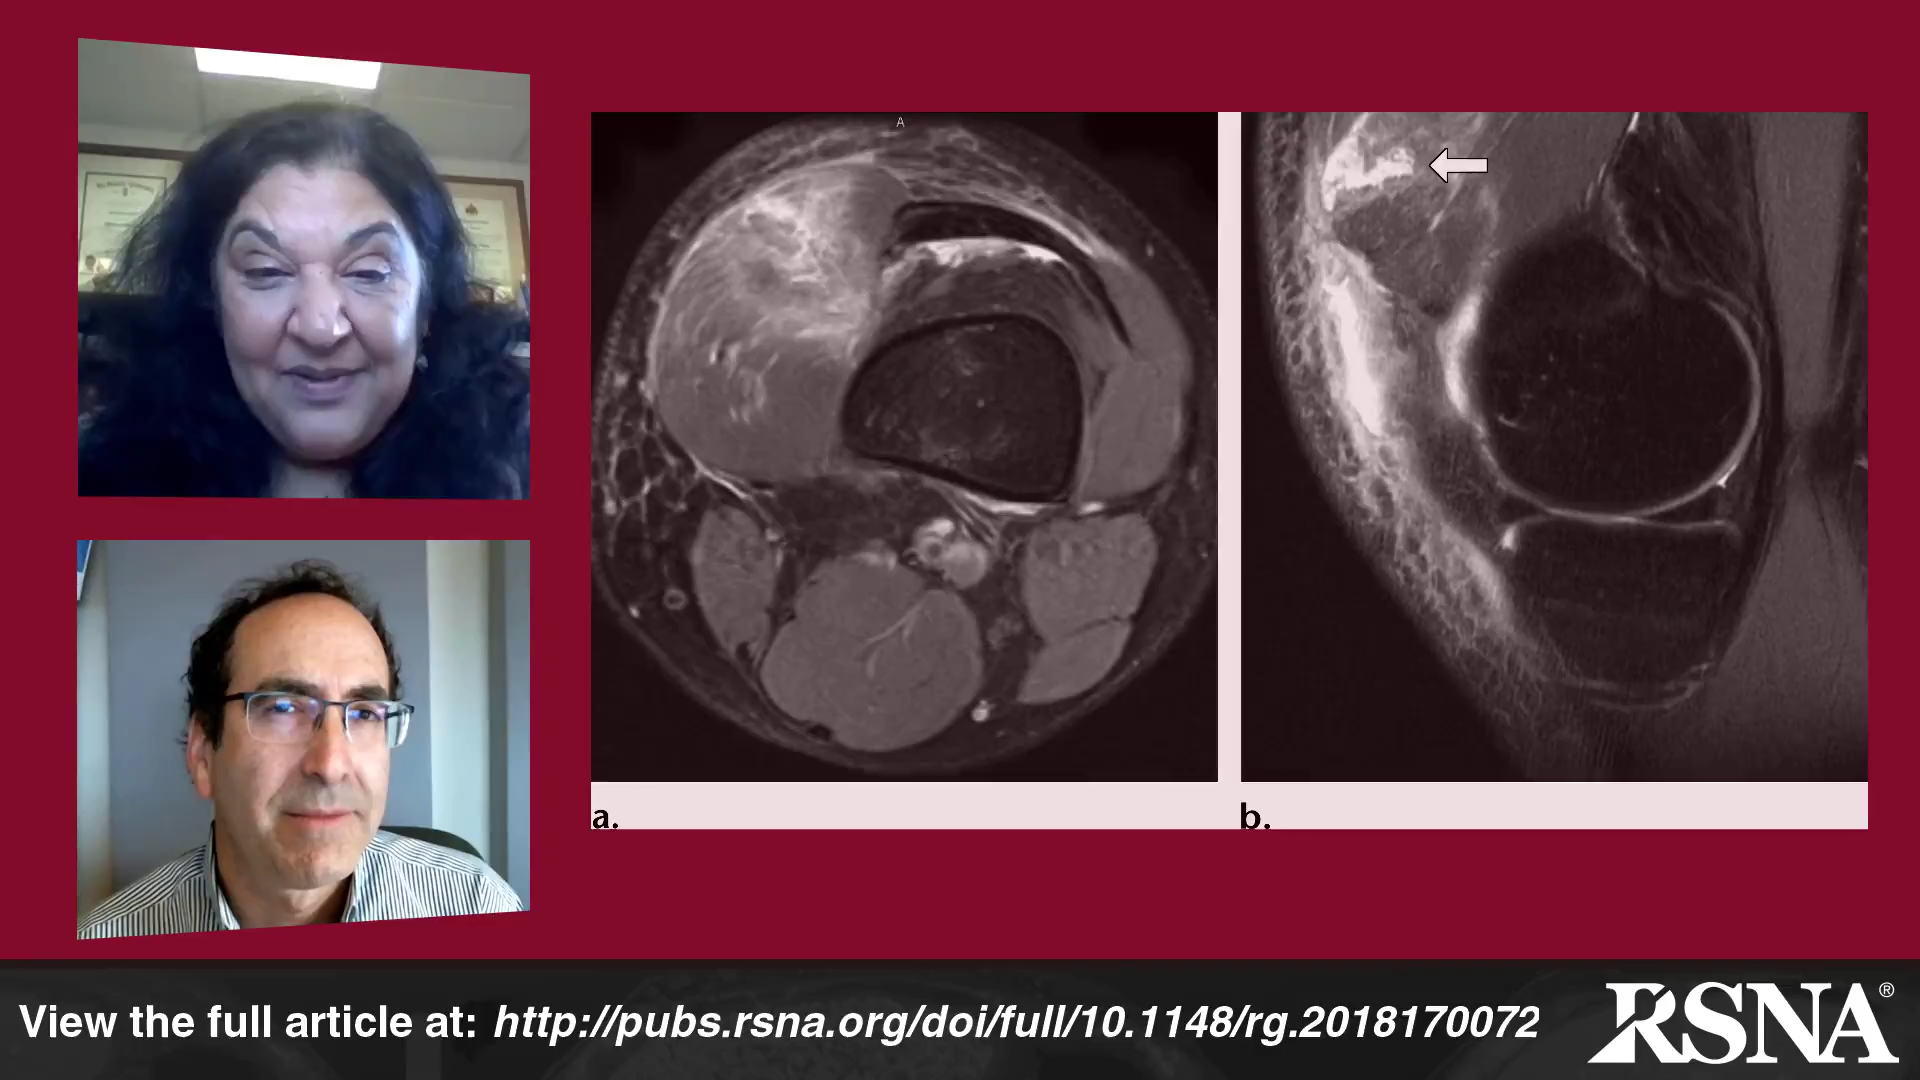 A
a.
b.
View the full article at: http://pubs.rsna.org/doi/full/10.1148/rg.2018170072
RSNA®